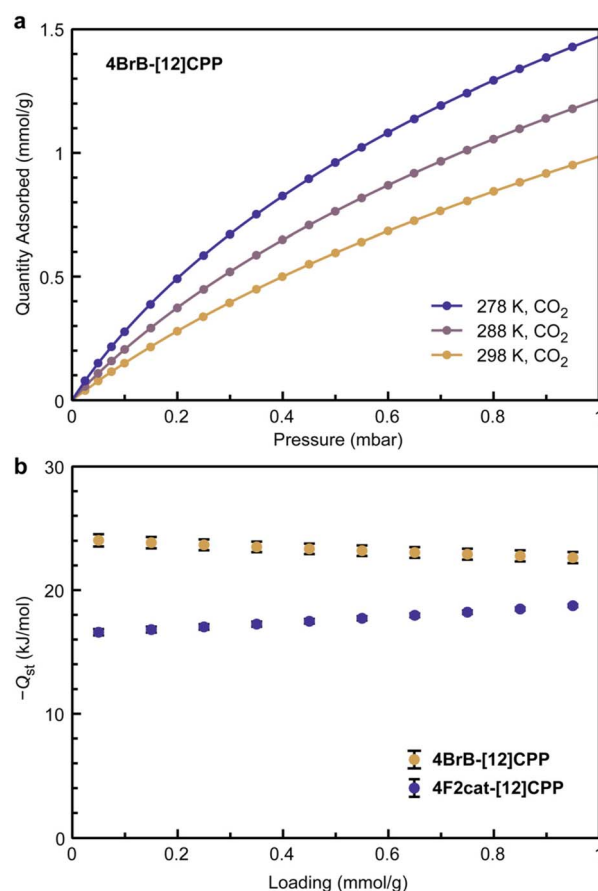 a
4BrB-[12]CPP
Quantity Adsorbed (mmol/g)
1.5
1
0.5
0
278 K, CO2
288 K, CO2
298 K, CO2
0 0.2 0.4 0.6 0.8 1
Pressure (mbar)
b
−Qst (kJ/mol)
30
20
10
0
4BrB-[12]CPP
4F2cat-[12]CPP
0 0.2 0.4 0.6 0.8 1
Loading (mmol/g)